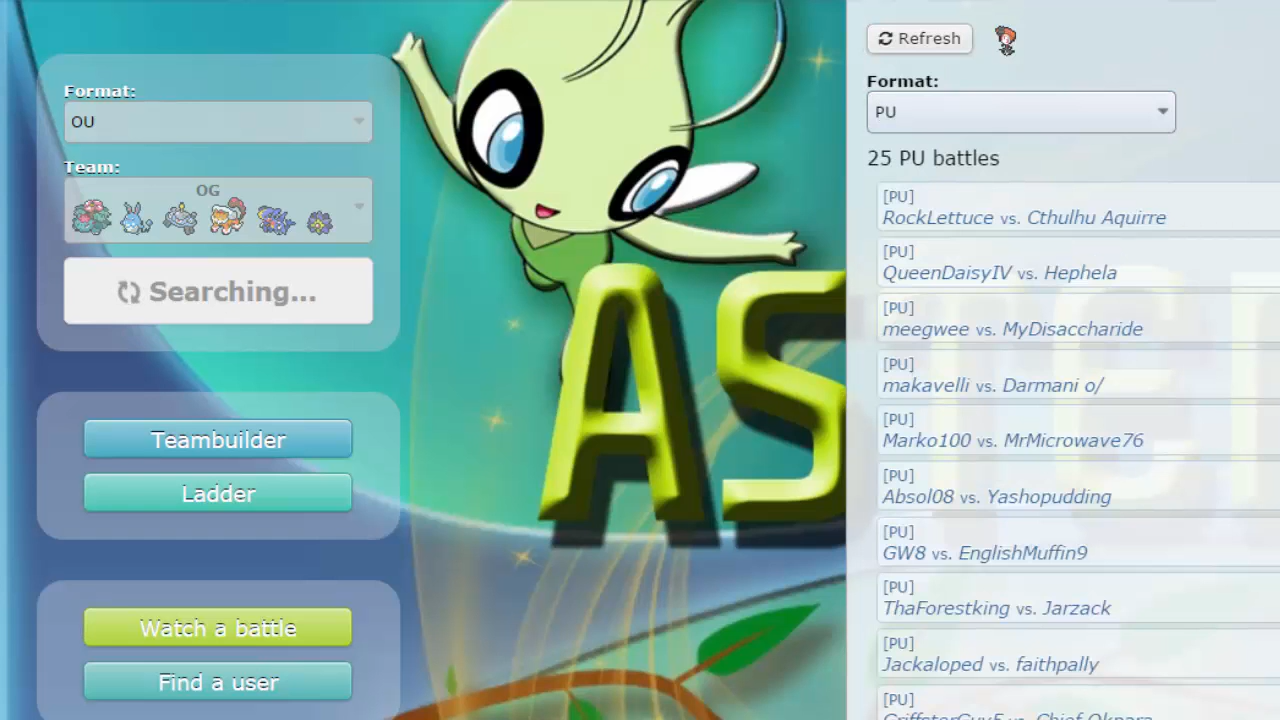 Format:
OU
Team:
OG
Searching...
Teambuilder
Ladder
Watch a battle
Find a user
AS
Refresh
Format:
PU
25 PU battles
[PU]
RockLettuce vs. Cthulhu Aquirre
[PU]
QueenDaisyIV vs. Hephela
[PU]
meegwee vs. MyDisaccharide
[PU]
makavelli vs. Darmani o/
[PU]
Marko100 vs. MrMicrowave76
[PU]
Absol08 vs. Yashopudding
[PU]
GW8 vs. EnglishMuffin9
[PU]
ThaForestking vs. Jarzack
[PU]
Jackaloped vs. faithpally
[PU]